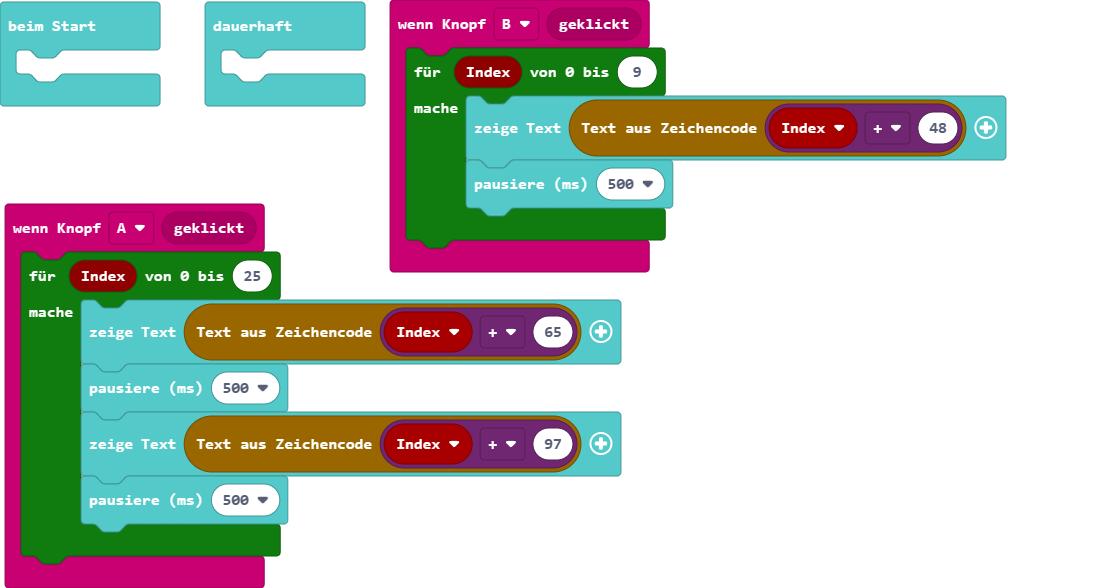 beim Start
dauerhaft
wenn Knopf B geklickt
für Index von 0 bis 9
mache
zeige Text Text aus Zeichencode Index + 48
pausiere (ms) 500
wenn Knopf A geklickt
für Index von 0 bis 25
mache
zeige Text Text aus Zeichencode Index + 65
pausiere (ms) 500
zeige Text Text aus Zeichencode Index + 97
pausiere (ms) 500